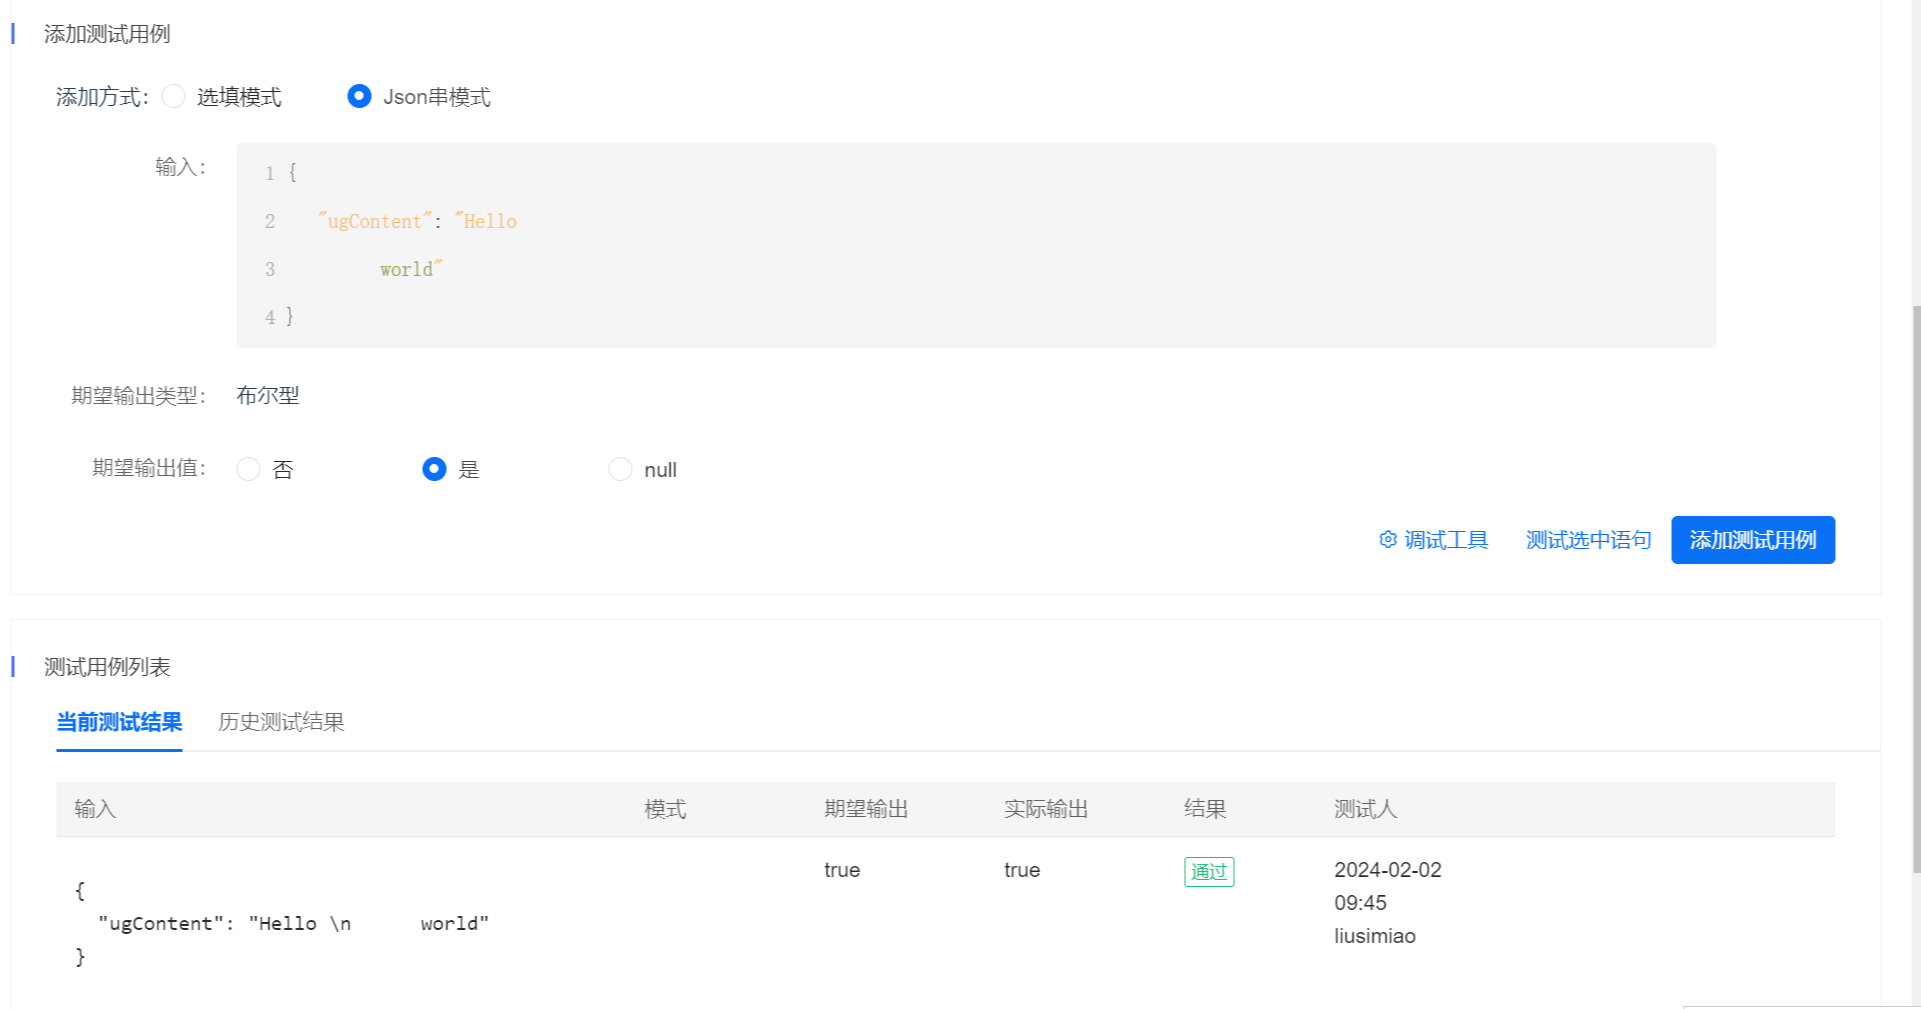 添加测试用例
添加方式： 选填模式 Json串模式
输入：
1 {
2 "ugContent": "Hello
3 world"
4 }
期望输出类型： 布尔型
期望输出值： 否 是 null
调试工具 测试选中语句 添加测试用例
测试用例列表
当前测试结果 历史测试结果
输入 模式 期望输出 实际输出 结果 测试人
true true 通过 2024-02-02
{ 09:45
"ugContent": "Hello \n      world" liusimiao
}